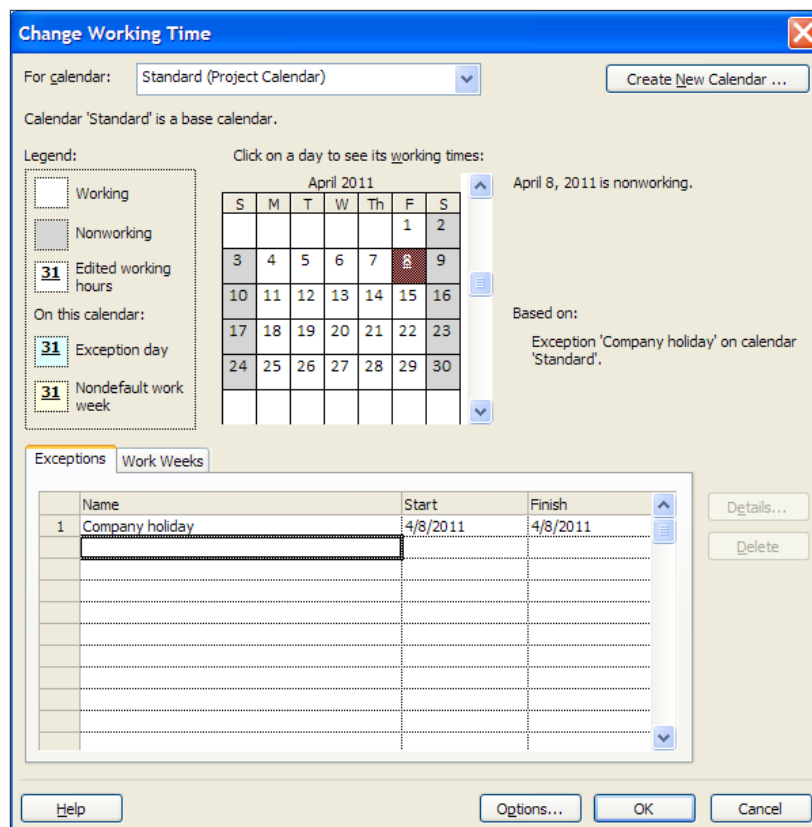 Change Working Time
For calendar: Standard (Project Calendar) Create New Calendar ...
Calendar 'Standard' is a base calendar.
Legend: Click on a day to see its working times:
Working
Nonworking
31 Edited working
hours
On this calendar:
31 Exception day
31 Nondefault work
week
April 2011
S M T W Th F S
1 2
3 4 5 6 7 8 9
10 11 12 13 14 15 16
17 18 19 20 21 22 23
24 25 26 27 28 29 30
April 8, 2011 is nonworking.
Based on:
Exception 'Company holiday' on calendar
'Standard'.
Exceptions Work Weeks
Name Start Finish
1 Company holiday 4/8/2011 4/8/2011
Details...
Delete
Help Options... OK Cancel